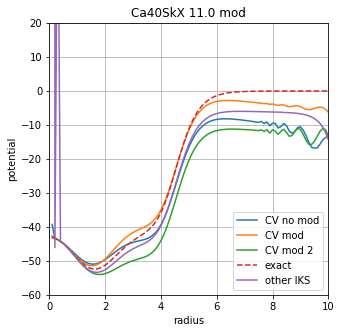 Ca40SkX 11.0 mod
20
10
0
−10
−20
−30
−40
−50
−60
potential
0
2
4
6
8
10
radius
CV no mod
CV mod
CV mod 2
exact
other IKS